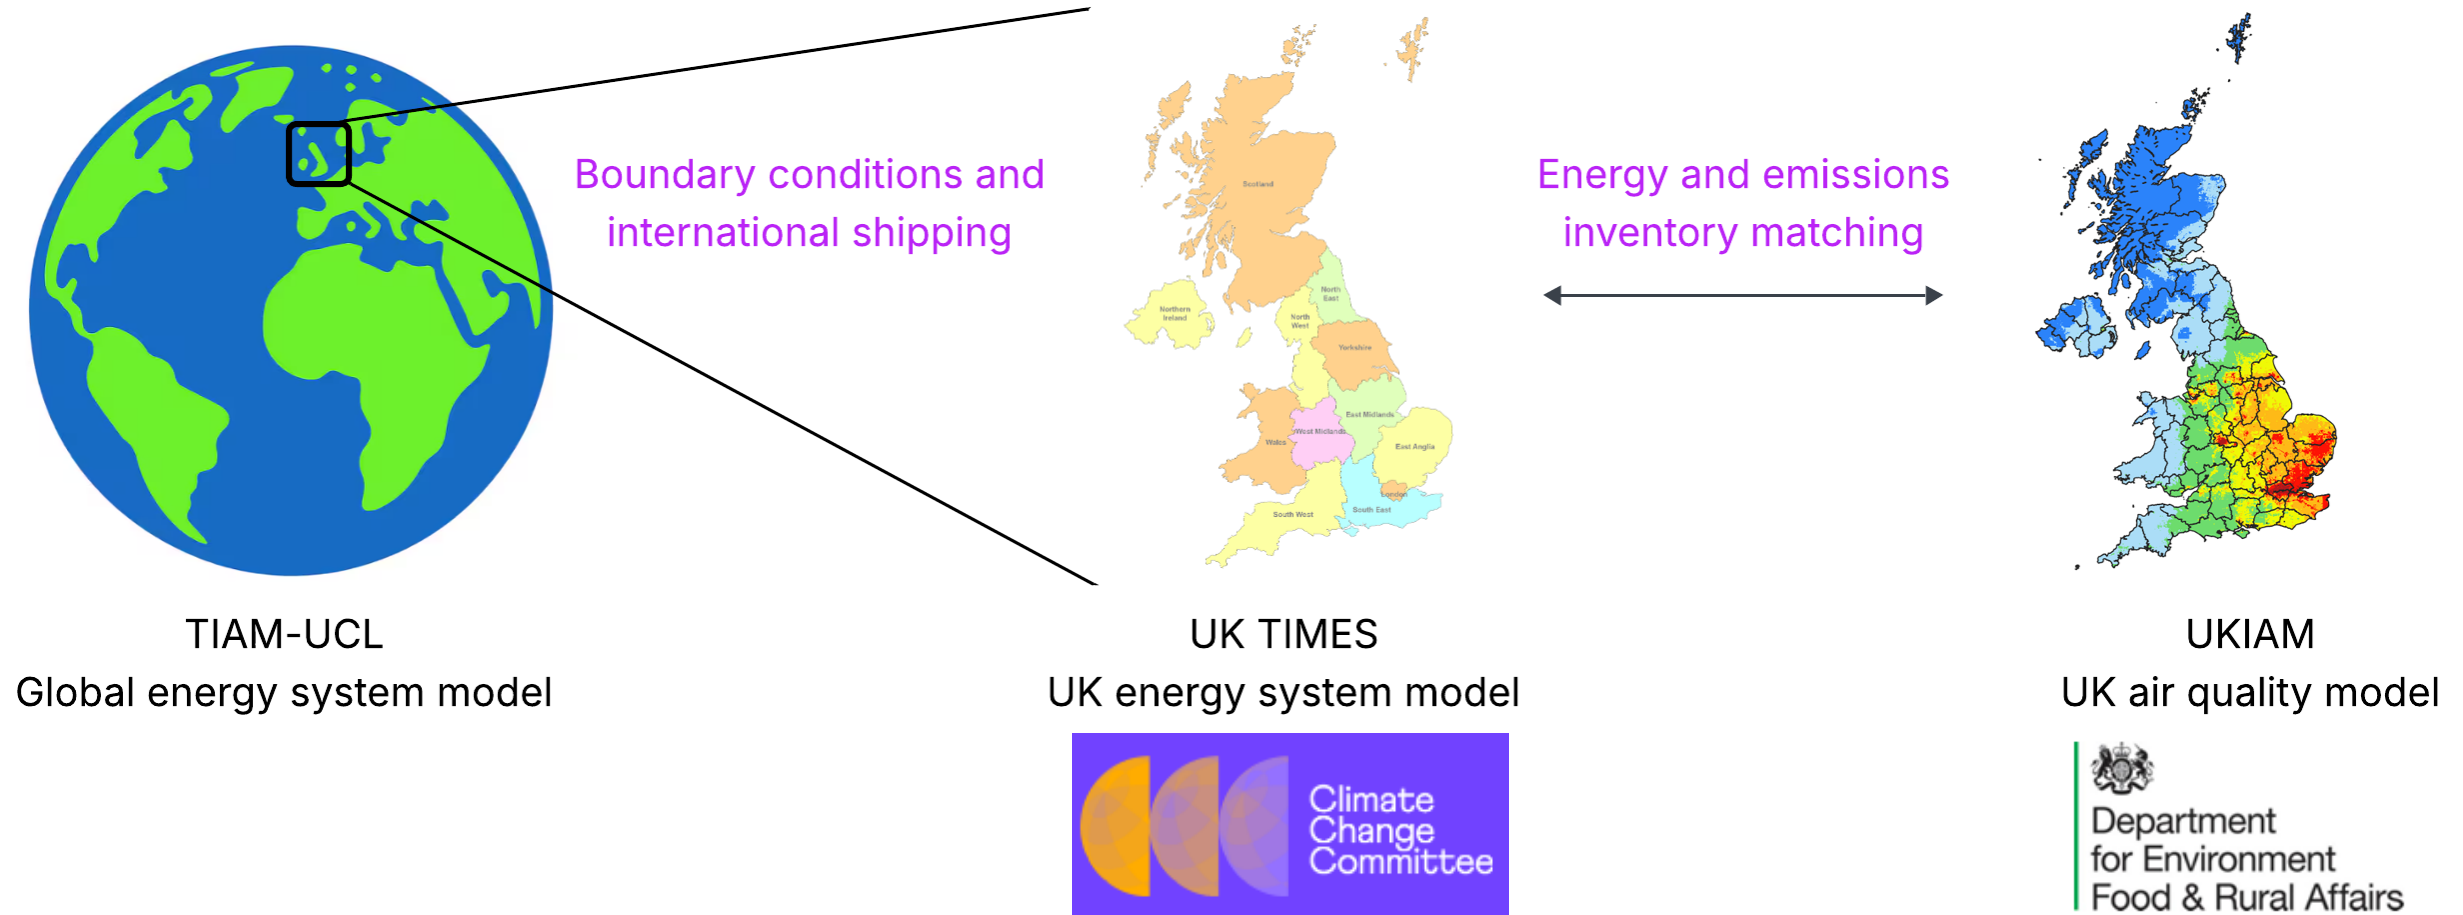 Boundary conditions and
international shipping
Energy and emissions
inventory matching
Scotland
Northern
Ireland
North
East
North
West
Yorkshire
East Midlands
West Midlands
Wales
East Anglia
London
South East
South West
TIAM-UCL
Global energy system model
UK TIMES
UK energy system model
UKIAM
UK air quality model
Climate
Change
Committee
Department
for Environment
Food & Rural Affairs